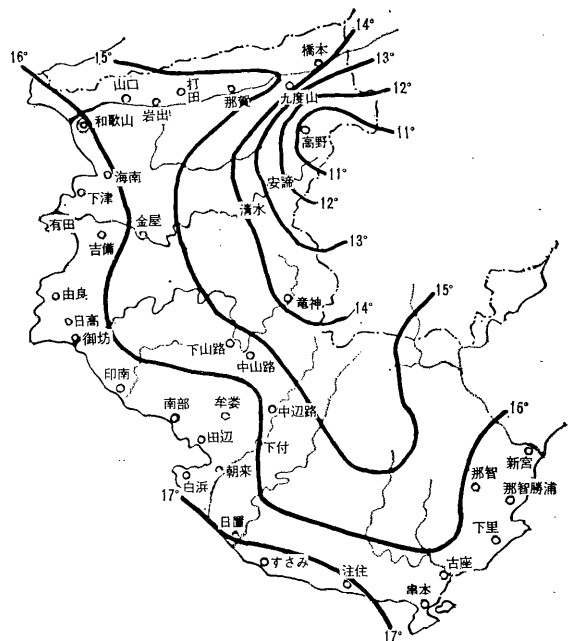 14°
16°
15°
13°
橋本
12°
山口
打田
那賀
九度山
岩出
和歌山
11°
高野
海南
安諦
11°
下津
清水
12°
有田
金屋
吉備
13°
由良
竜神
15°
日高
14°
御坊
下山路
中山路
印南
16°
南部
牟娄
中辺路
田辺
下付
新宮
朝来
那智
白浜
那智勝浦
17°
日置
下里
すさみ
注住
古座
串本
17°